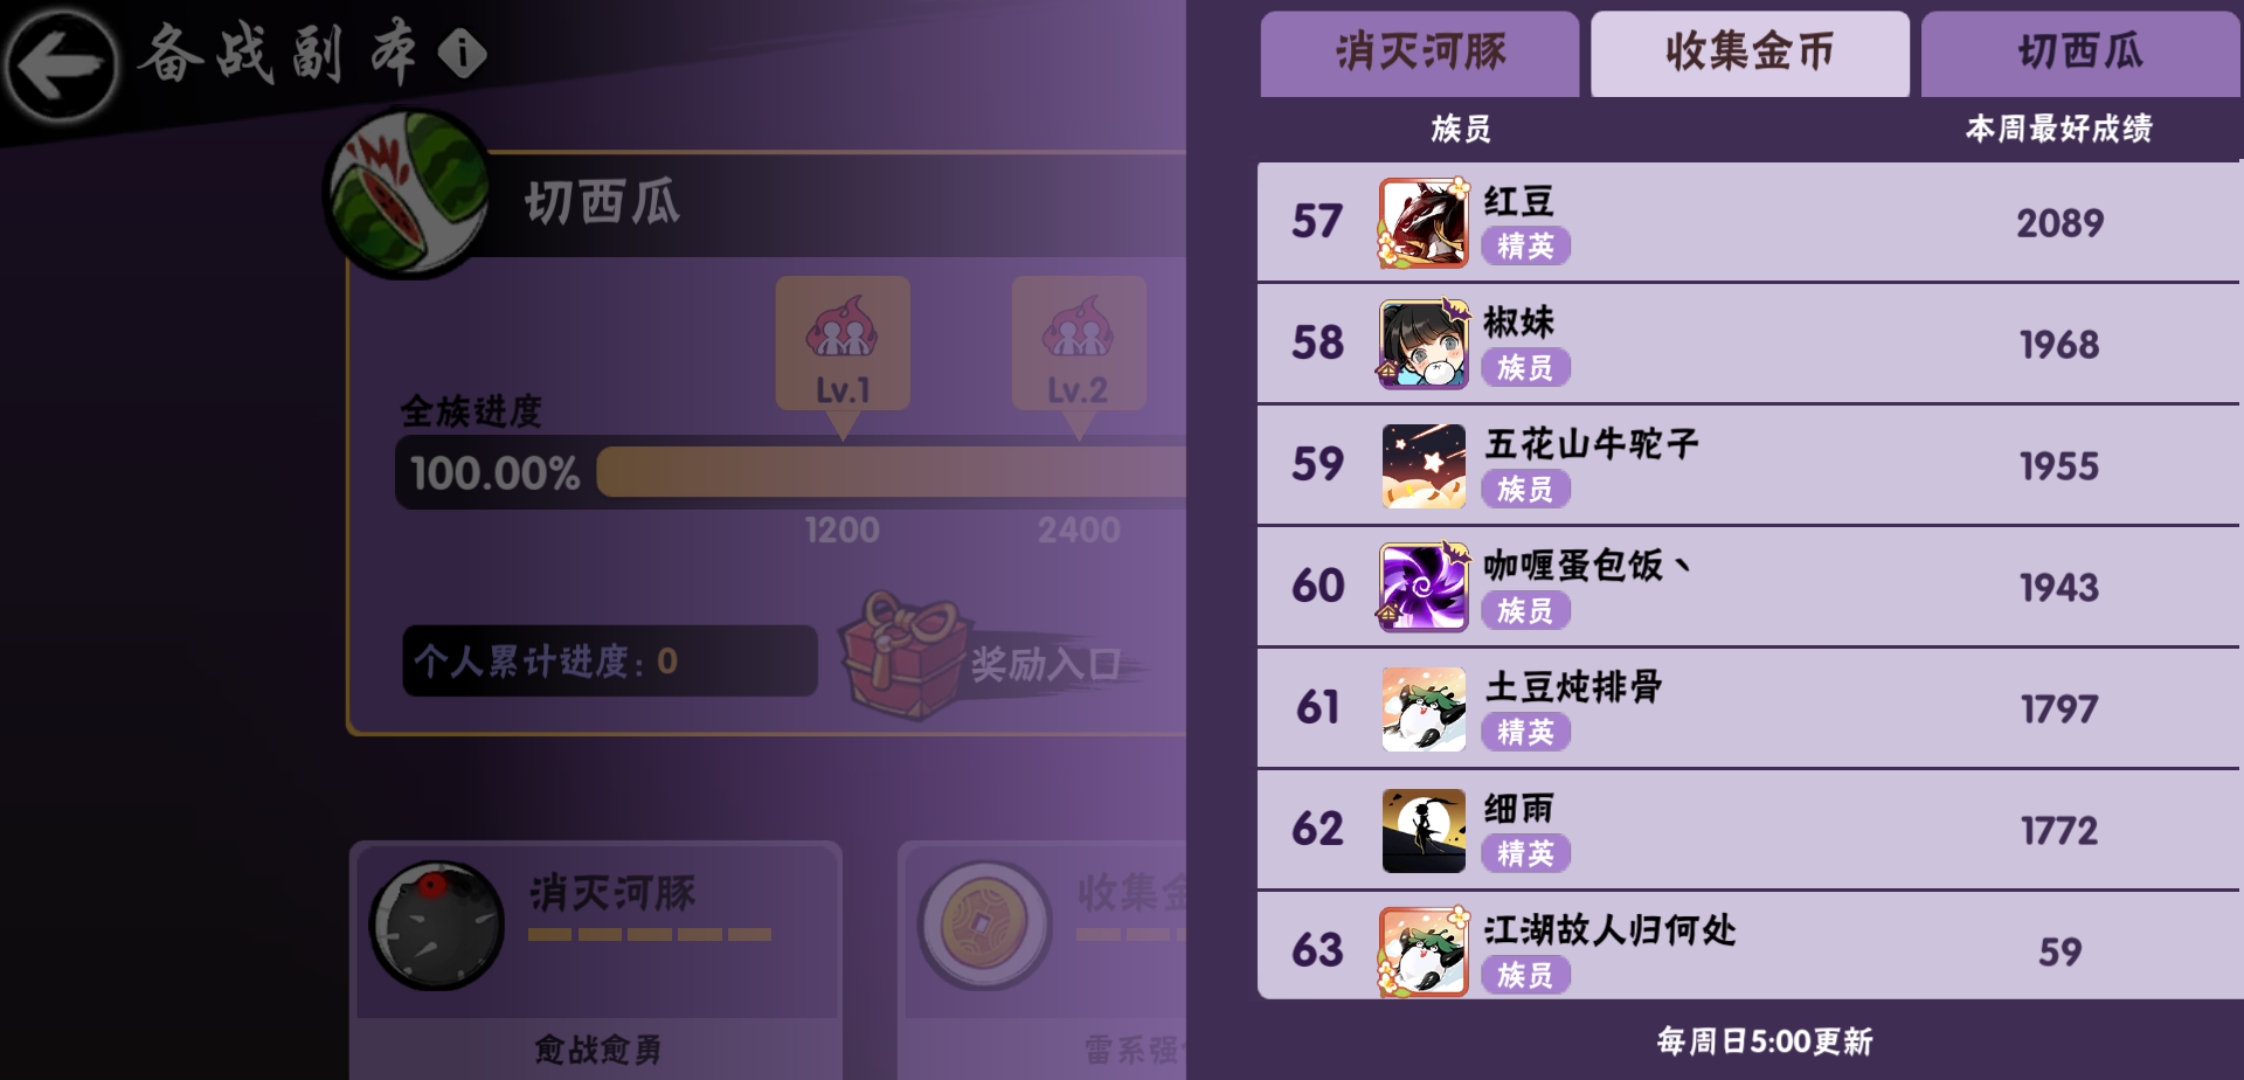 备战副本
切西瓜
Lv.1
Lv.2
全族进度
100.00%
1200
2400
个人累计进度:0
奖励入口
消灭河豚
收集金
愈战愈勇
雷系强
消灭河豚
收集金币
切西瓜
族员
本周最好成绩
57
红豆
精英
2089
58
椒妹
族员
1968
59
五花山牛驼子
族员
1955
60
咖喱蛋包饭丶
族员
1943
61
土豆炖排骨
精英
1797
62
细雨
精英
1772
63
江湖故人归何处
族员
59
每周日5:00更新